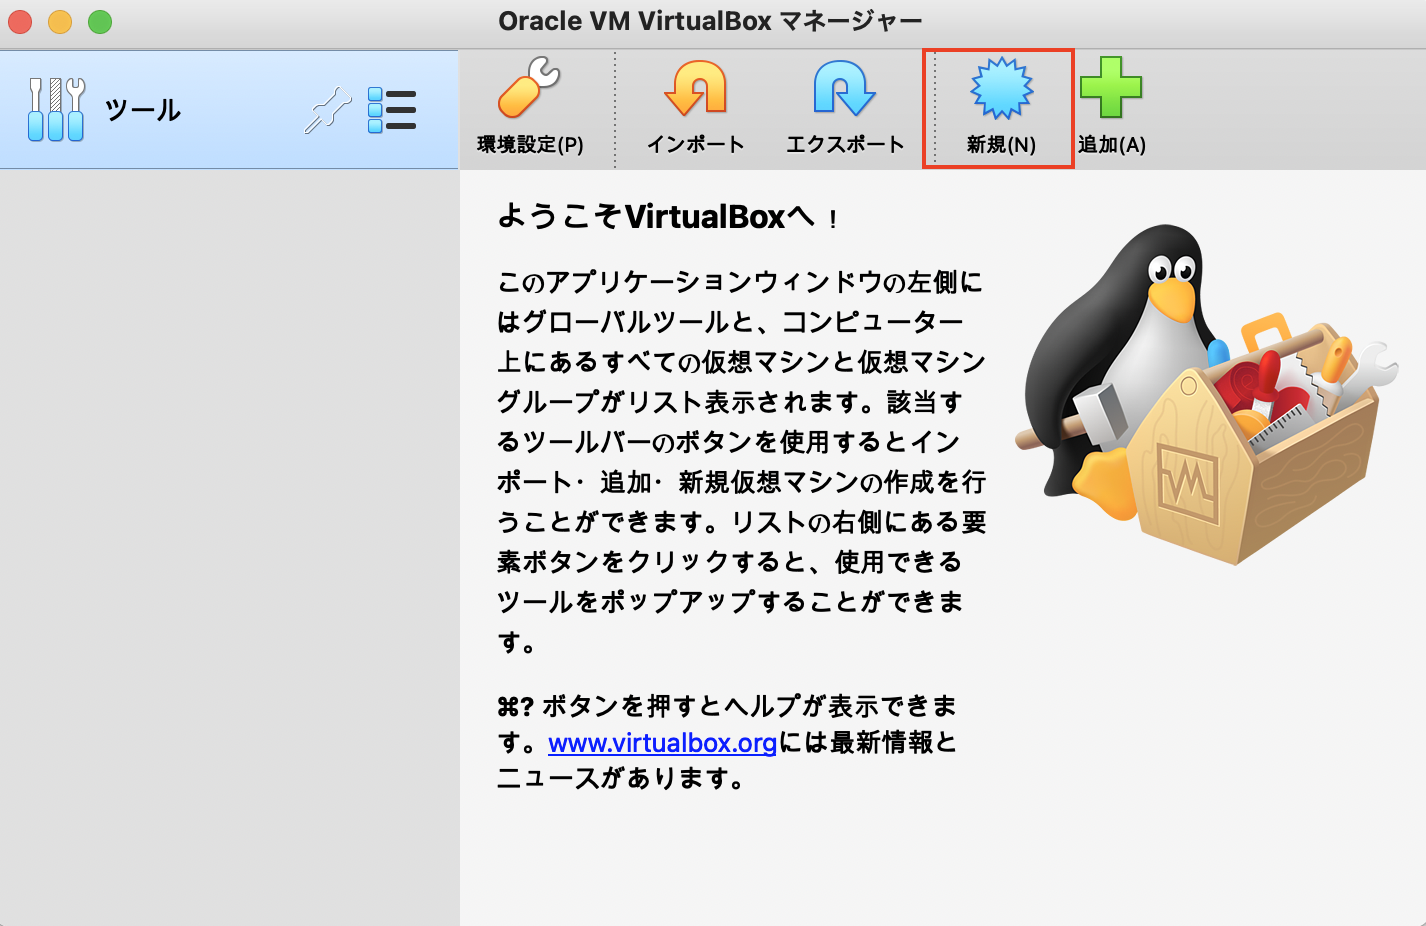 Oracle VM VirtualBox マネージャー
ツール
環境設定(P)
インポート
エクスポート
新規(N)
追加(A)
ようこそVirtualBoxへ！
このアプリケーションウィンドウの左側に
はグローバルツールと、コンピューター
上にあるすべての仮想マシンと仮想マシン
グループがリスト表示されます。該当す
るツールバーのボタンを使用するとイン
ポート·追加·新規仮想マシンの作成を行
うことができます。リストの右側にある要
素ボタンをクリックすると、使用できる
ツールをポップアップすることができま
す。
⌘? ボタンを押すとヘルプが表示できま
す。www.virtualbox.orgには最新情報と
ニュースがあります。